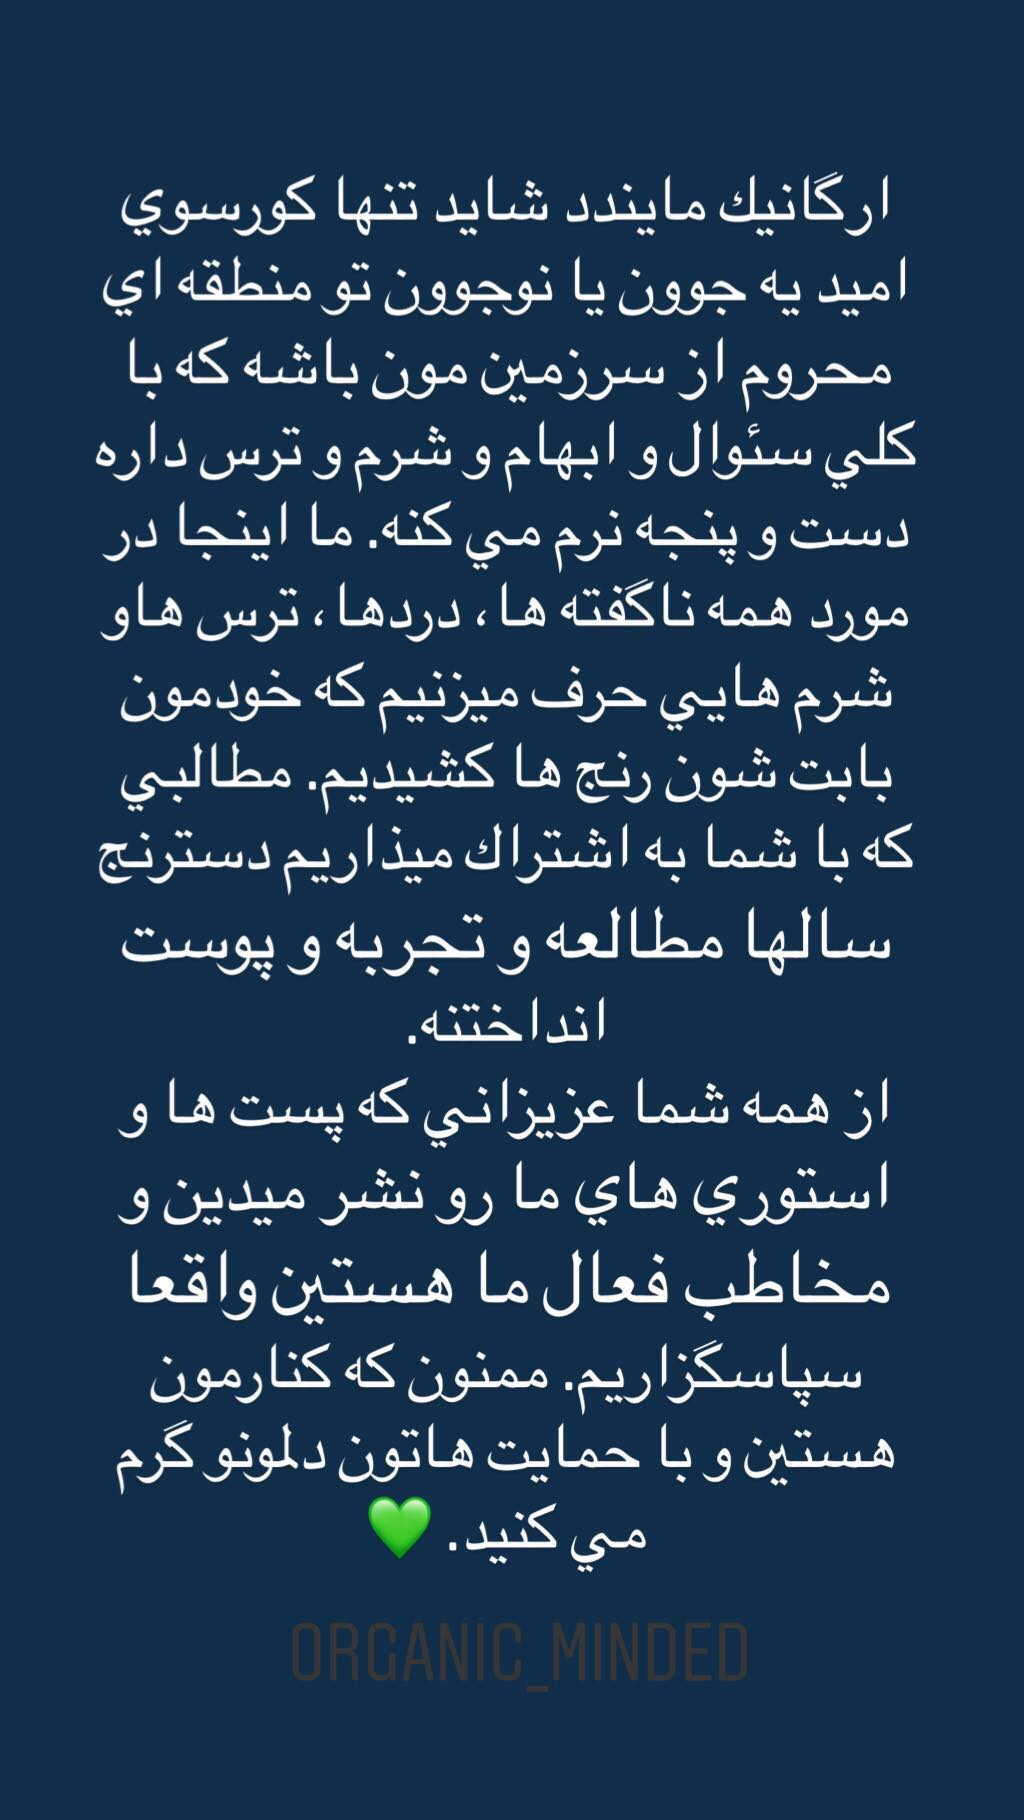 ارگانيك مايندد شايد تنها كورسوي
اميد يه جوون يا نوجوون تو منطقه اي
محروم از سرزمين مون باشه كه با
كلي سئوال و ابهام و شرم و ترس داره
دست و پنجه نرم مي كنه. ما اينجا در
مورد همه ناگفته ها، دردها، ترس هاو
شرم هايي حرف ميزنيم كه خودمون
بابت شون رنج ها كشيديم. مطالبي
كه با شما به اشتراك ميذاريم دسترنج
سالها مطالعه و تجربه و پوست
انداختنه.
از همه شما عزيزاني كه پست ها و
استوري هاي ما رو نشر ميدين و
مخاطب فعال ما هستين واقعا
سپاسگزاريم. ممنون كه كنارمون
هستين و با حمايت هاتون دلمونو گرم
مي كنيد. 💚
ORGANIC_MINDED